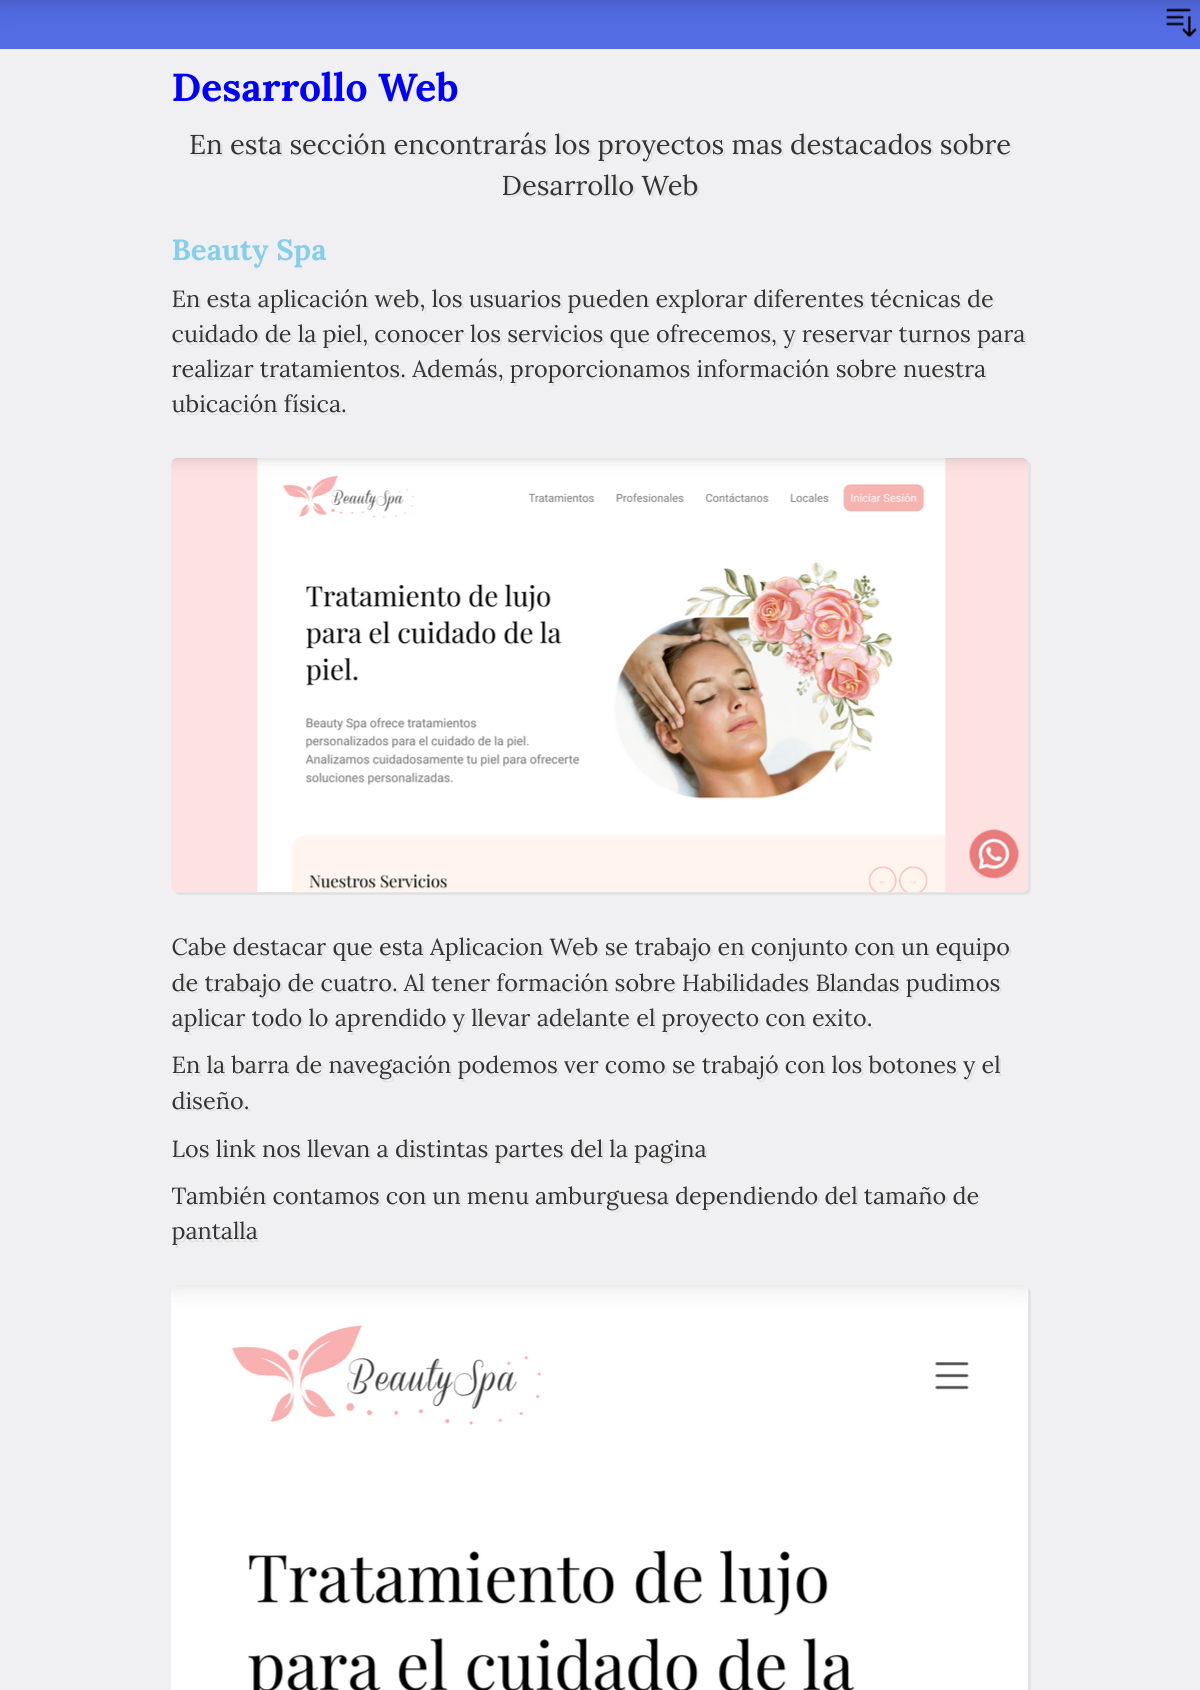 Desarrollo Web
En esta sección encontrarás los proyectos mas destacados sobre
Desarrollo Web
Beauty Spa
En esta aplicación web, los usuarios pueden explorar diferentes técnicas de
cuidado de la piel, conocer los servicios que ofrecemos, y reservar turnos para
realizar tratamientos. Además, proporcionamos información sobre nuestra
ubicación física.
Beauty Spa
Tratamientos Profesionales Contáctanos Locales Iniciar Sesión
Tratamiento de lujo
para el cuidado de la
piel.
Beauty Spa ofrece tratamientos
personalizados para el cuidado de la piel.
Analizamos cuidadosamente tu piel para ofrecerte
soluciones personalizadas.
Nuestros Servicios
Cabe destacar que esta Aplicacion Web se trabajo en conjunto con un equipo
de trabajo de cuatro. Al tener formación sobre Habilidades Blandas pudimos
aplicar todo lo aprendido y llevar adelante el proyecto con exito.
En la barra de navegación podemos ver como se trabajó con los botones y el
diseño.
Los link nos llevan a distintas partes del la pagina
También contamos con un menu amburguesa dependiendo del tamaño de
pantalla
Beauty Spa
Tratamiento de lujo
para el cuidado de la